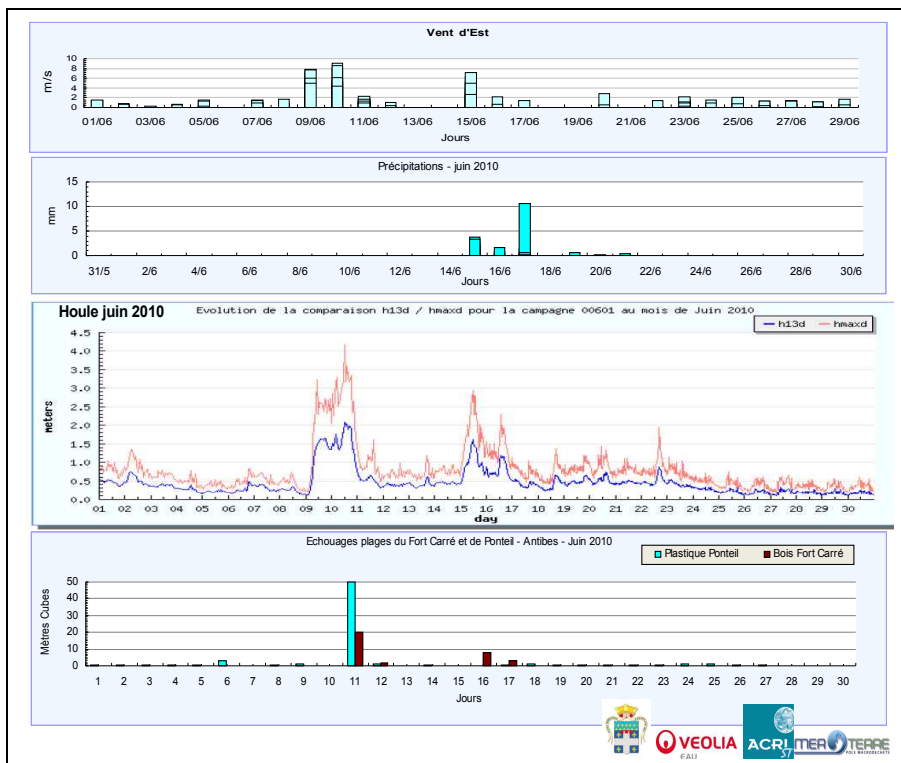 Vent d'Est
m/s
10
8
6
4
2
0
01/06 03/06 05/06 07/06 09/06 11/06 13/06 15/06 17/06 19/06 21/06 23/06 25/06 27/06 29/06
Jours
Précipitations - juin 2010
mm
15
10
5
0
31/5 2/6 4/6 6/6 8/6 10/6 12/6 14/6 16/6 18/6 20/6 22/6 24/6 26/6 28/6 30/6
Jours
Houle juin 2010
Evolution de la comparaison h13d / hmaxd pour la campagne 00601 au mois de Juin 2010
h13d hmaxd
meters
4.5
4.0
3.5
3.0
2.5
2.0
1.5
1.0
0.5
0.0
01 02 03 04 05 06 07 08 09 10 11 12 13 14 15 16 17 18 19 20 21 22 23 24 25 26 27 28 29 30
day
Echouages plages du Fort Carré et de Ponteil - Antibes - Juin 2010
Plastique Ponteil Bois Fort Carré
Mètres Cubes
50
40
30
20
10
0
1 2 3 4 5 6 7 8 9 10 11 12 13 14 15 16 17 18 19 20 21 22 23 24 25 26 27 28 29 30
Jours
VEOLIA
EAU
ACRI
ST
MER TERRE
POLE MACRODECHETS